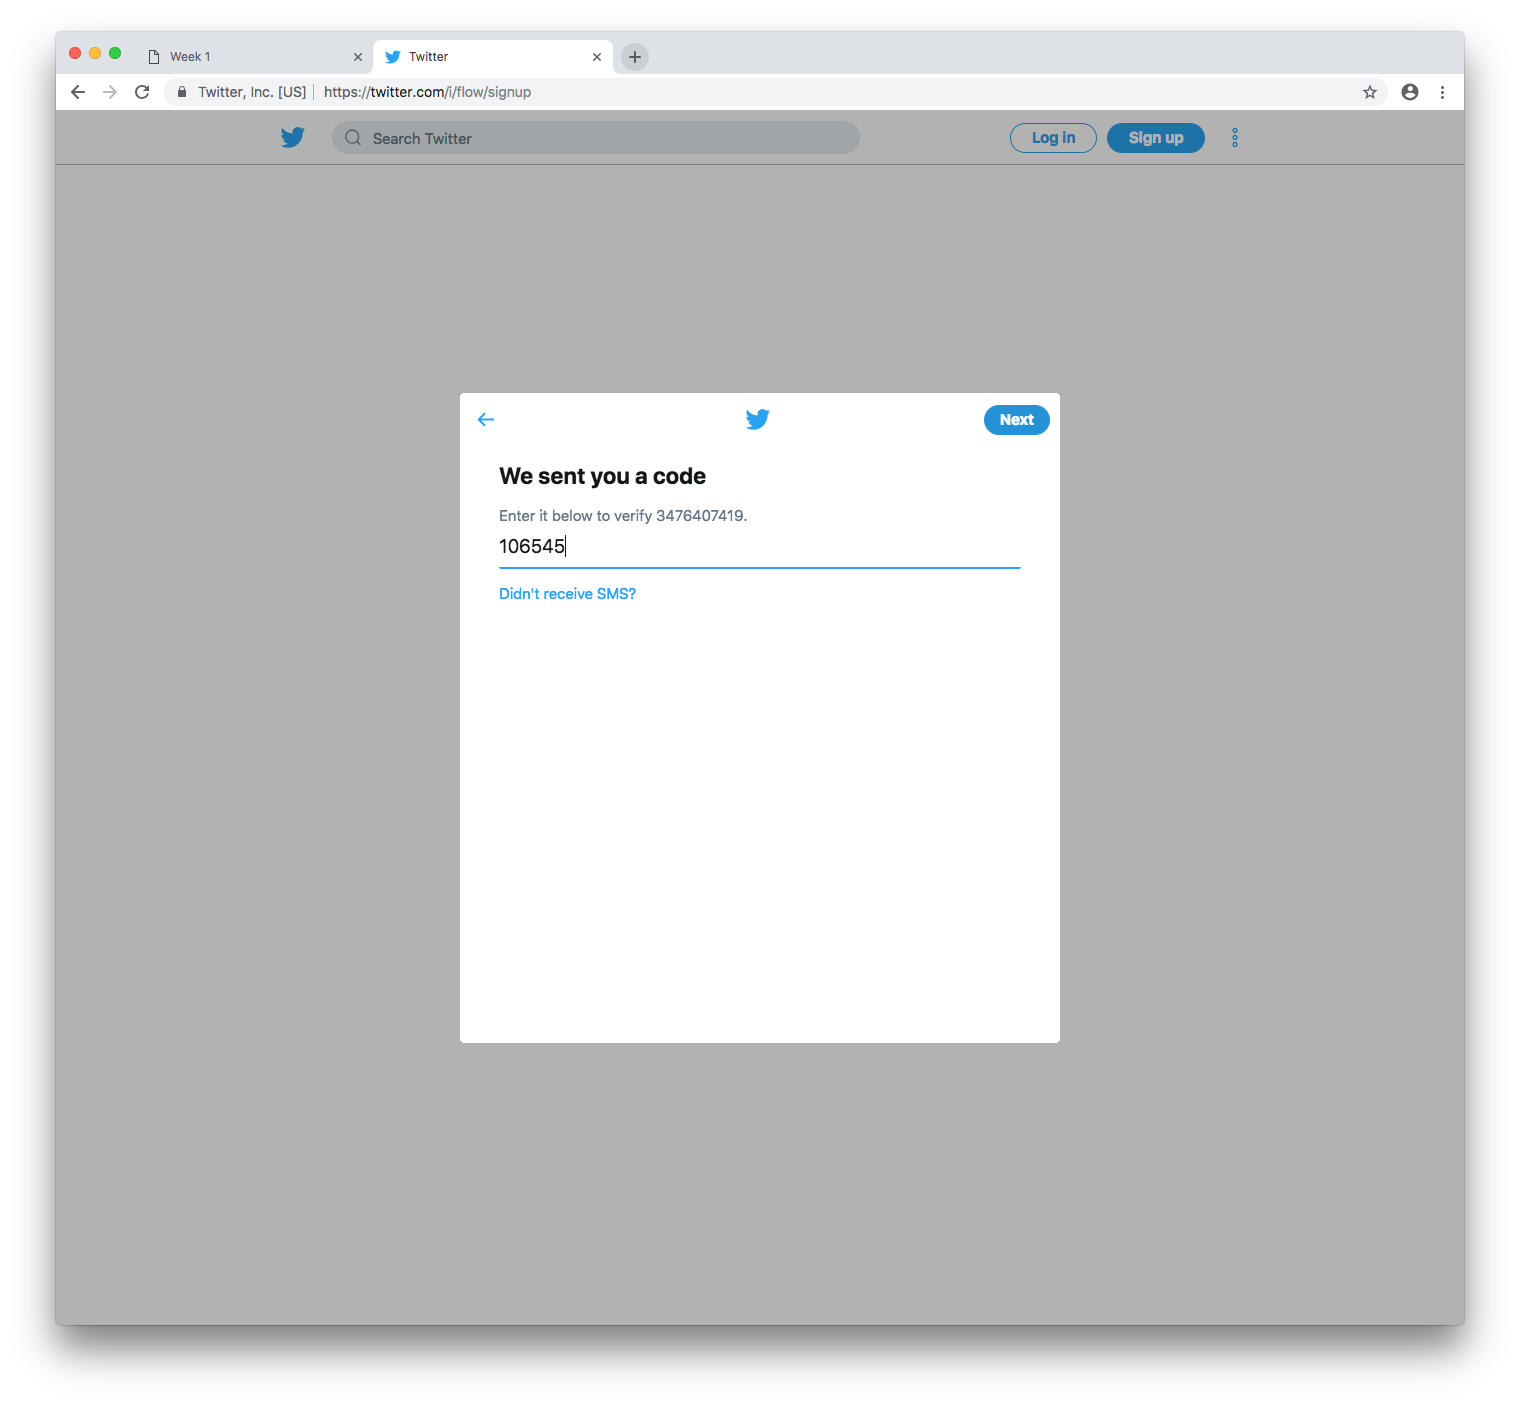 Week 1
Twitter
Twitter, Inc. [US] https://twitter.com/i/flow/signup
Search Twitter
Log in
Sign up
Next
We sent you a code
Enter it below to verify 3476407419.
106545
Didn't receive SMS?